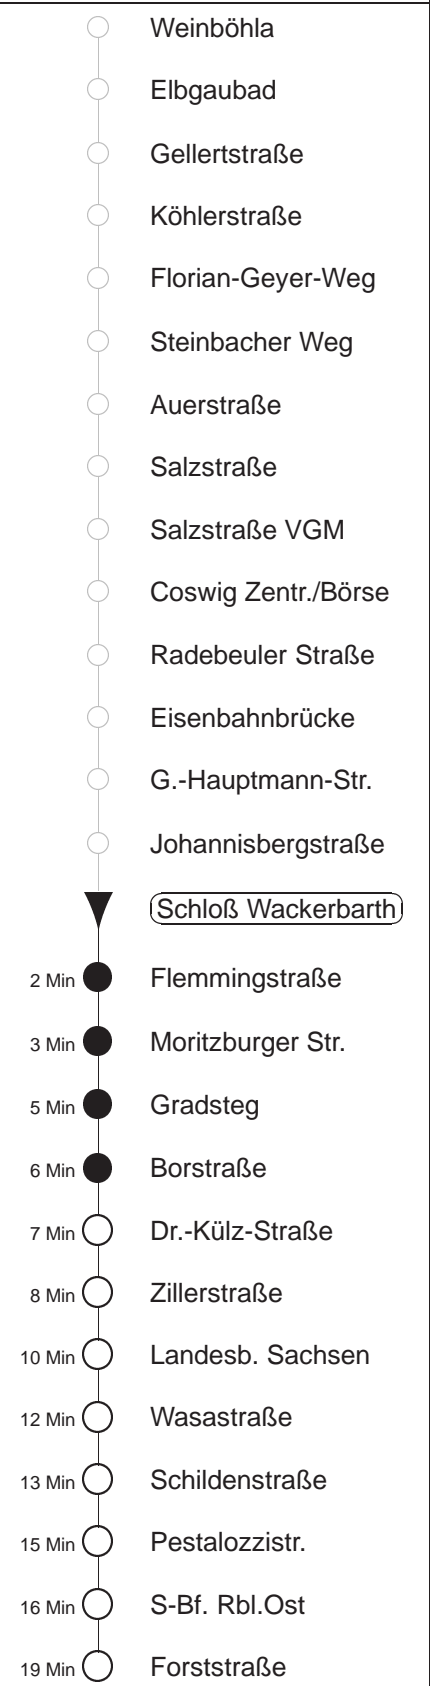 Weinböhla
Elbgaubad
Gellertstraße
Köhlerstraße
Florian-Geyer-Weg
Steinbacher Weg
Auerstraße
Salzstraße
Salzstraße VGM
Coswig Zentr./Börse
Radebeuler Straße
Eisenbahnbrücke
G.-Hauptmann-Str.
Johannisbergstraße
Schloß Wackerbarth
2 Min Flemmingstraße
3 Min Moritzburger Str.
5 Min Gradsteg
6 Min Borstraße
7 Min Dr.-Külz-Straße
8 Min Zillerstraße
10 Min Landesb. Sachsen
12 Min Wasastraße
13 Min Schildenstraße
15 Min Pestalozzistr.
16 Min S-Bf. Rbl.Ost
19 Min Forststraße